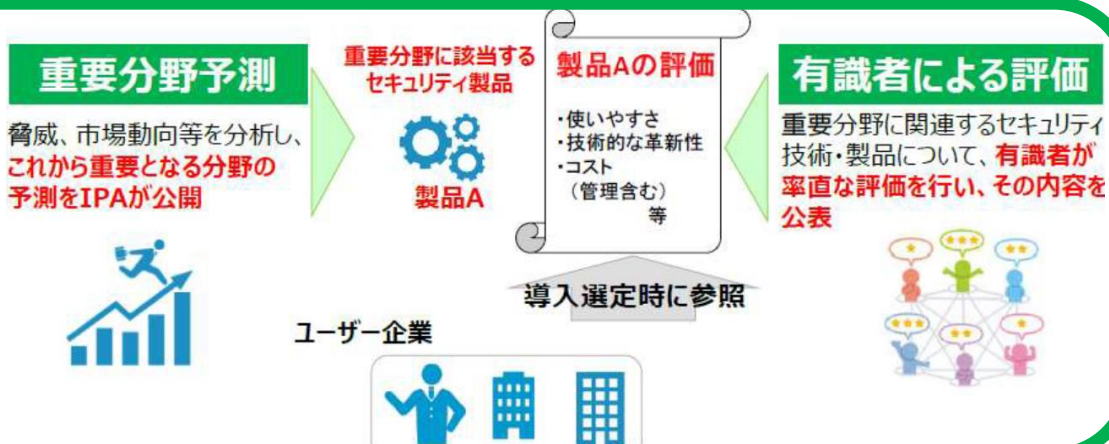 重要分野予測
脅威、市場動向等を分析し、
これから重要となる分野の
予測をIPAが公開
重要分野に該当する
セキュリティ製品
製品A
製品Aの評価
・使いやすさ
・技術的な革新性
・コスト
（管理含む）
等
有識者による評価
重要分野に関連するセキュリティ
技術・製品について、有識者が
率直な評価を行い、その内容を
公表
導入選定時に参照
ユーザー企業